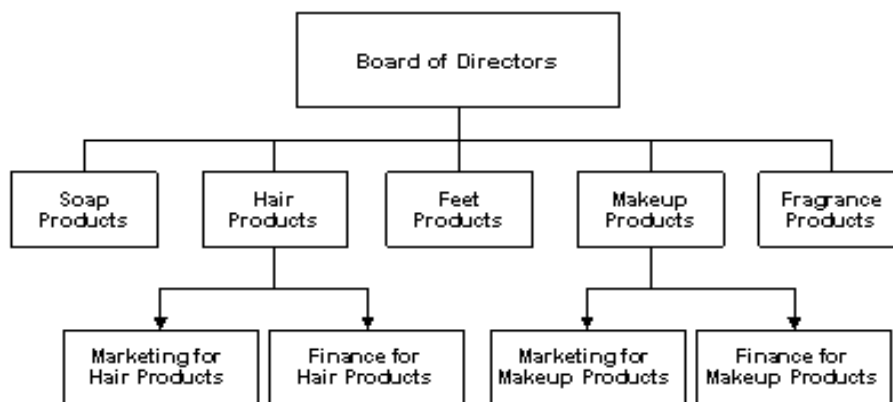 Board of Directors
Soap
Products
Hair
Products
Feet
Products
Makeup
Products
Fragrance
Products
Marketing for
Hair Products
Finance for
Hair Products
Marketing for
Makeup Products
Finance for
Makeup Products